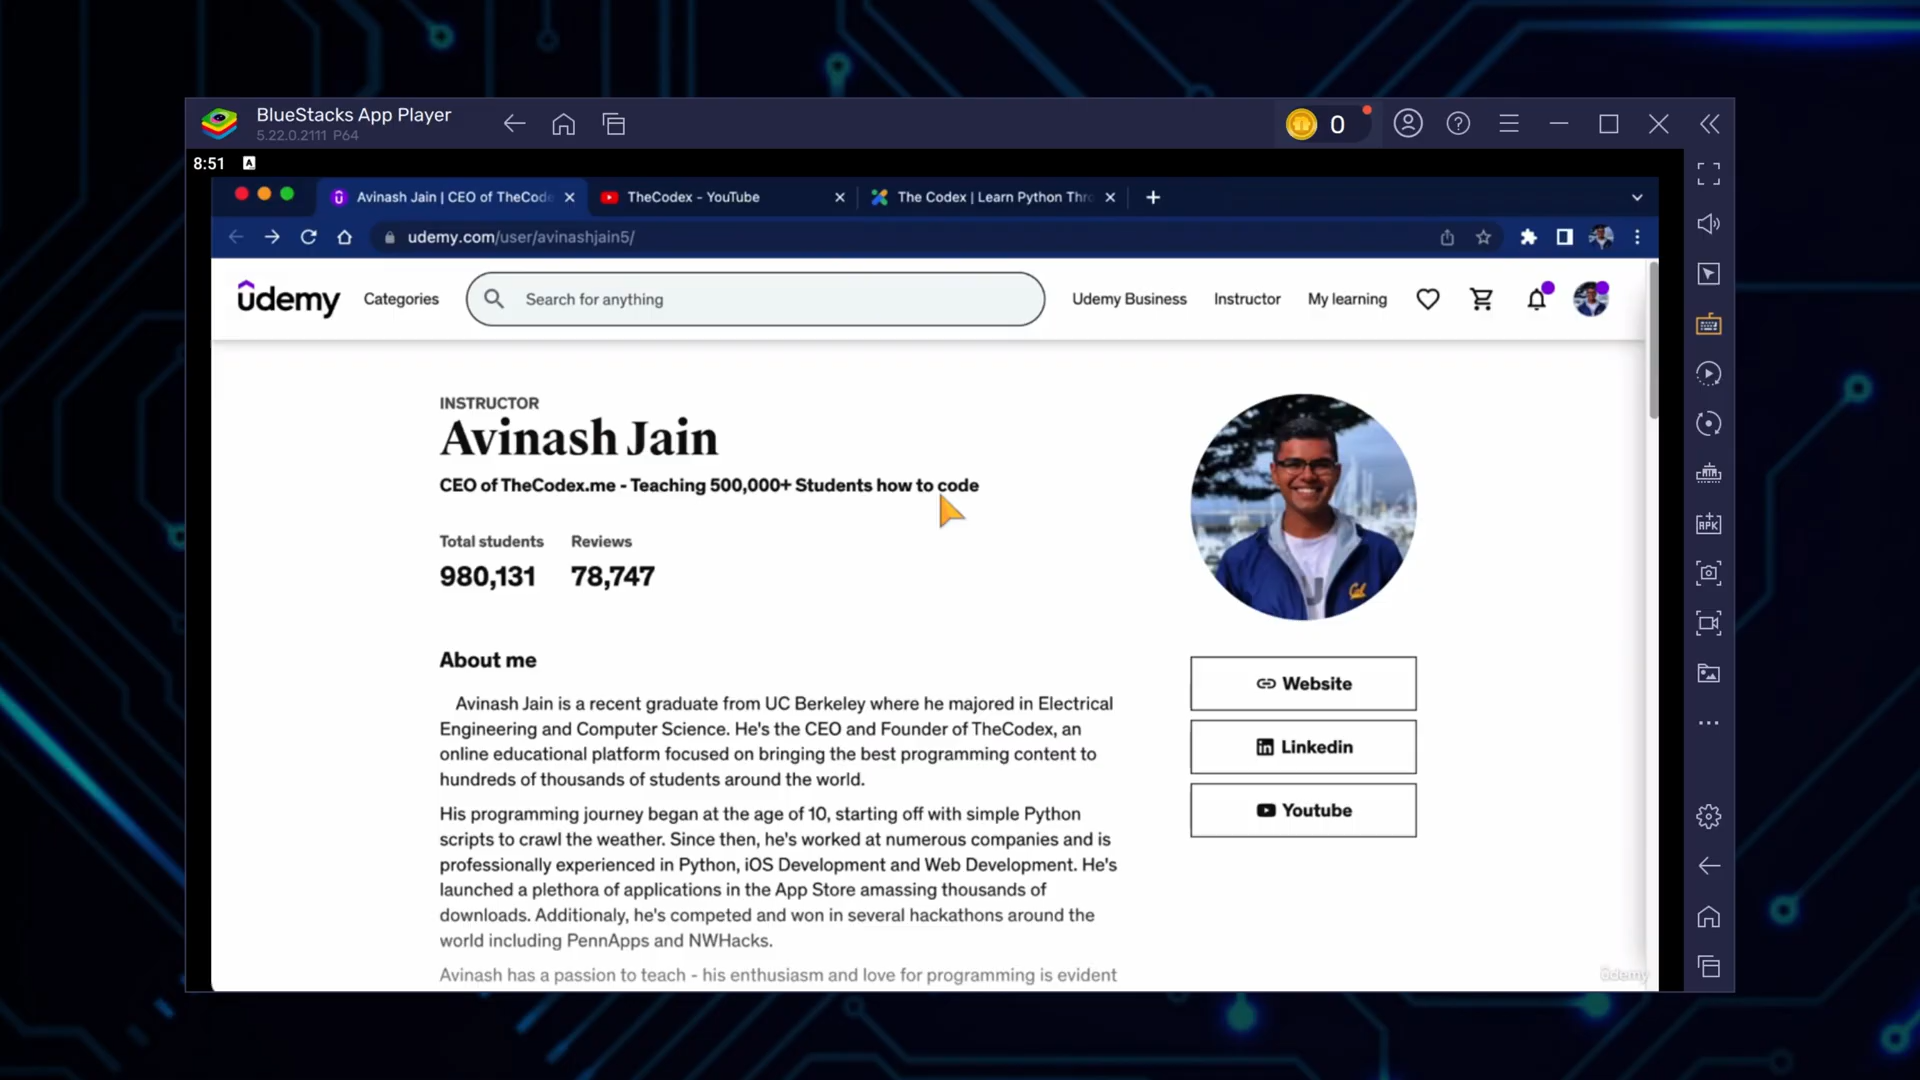 BlueStacks App Player
5.22.0.2111 P64
0
8:51
A
Avinash Jain | CEO of TheCode
TheCodex - YouTube
The Codex | Learn Python Thro
udemy.com/user/avinashjain5/
udemy
Categories
Search for anything
Udemy Business
Instructor
My learning
INSTRUCTOR
Avinash Jain
CEO of TheCodex.me - Teaching 500,000+ Students how to code
Total students
Reviews
980,131
78,747
Cal
About me
Avinash Jain is a recent graduate from UC Berkeley where he majored in Electrical
Engineering and Computer Science. He's the CEO and Founder of TheCodex, an
online educational platform focused on bringing the best programming content to
hundreds of thousands of students around the world.
His programming journey began at the age of 10, starting off with simple Python
scripts to crawl the weather. Since then, he's worked at numerous companies and is
professionally experienced in Python, iOS Development and Web Development. He's
launched a plethora of applications in the App Store amassing thousands of
downloads. Additionaly, he's competed and won in several hackathons around the
world including PennApps and NWHacks.
Avinash has a passion to teach - his enthusiasm and love for programming is evident
Website
Linkedin
Youtube
APK
udemy